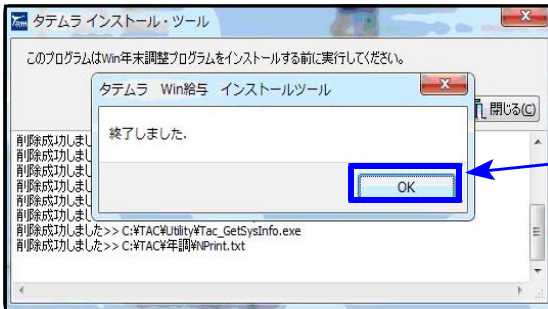 タテムラ インストール・ツール
このプログラムはWin年末調整プログラムをインストールする前に実行してください。
タテムラ Win給与 インストールツール
閉じる(C)
終了しました.
OK
削除成功しまし
削除成功しまし
削除成功しまし
削除成功しまし
削除成功しまし
削除成功しまし
削除成功しました>> C:¥TAC¥Utility¥Tac_GetSysInfo.exe
削除成功しました>> C:¥TAC¥年調¥NPrint.txt